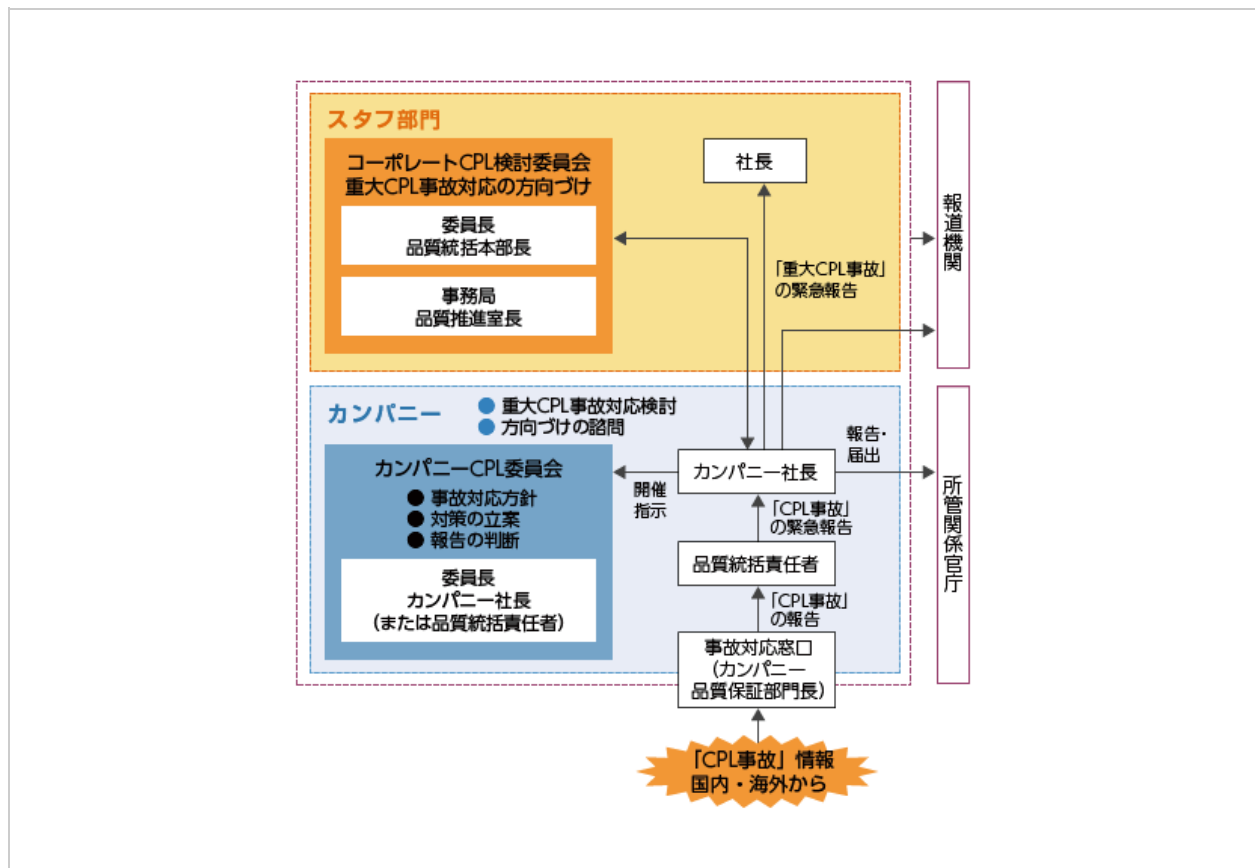 スタフ部門
コーポレートCPL検討委員会
重大CPL事故対応の方向づけ
委員長
品質統括本部長
事務局
品質推進室長
社長
「重大CPL事故」
の緊急報告
報道機関
カンパニー
● 重大CPL事故対応検討
● 方向づけの諮問
カンパニーCPL委員会
● 事故対応方針
● 対策の立案
● 報告の判断
委員長
カンパニー社長
(または品質統括責任者)
開催
指示
カンパニー社長
報告・
届出
「CPL事故」
の緊急報告
品質統括責任者
「CPL事故」
の報告
事故対応窓口
(カンパニー
品質保証部門長)
所管関係官庁
「CPL事故」情報
国内・海外から